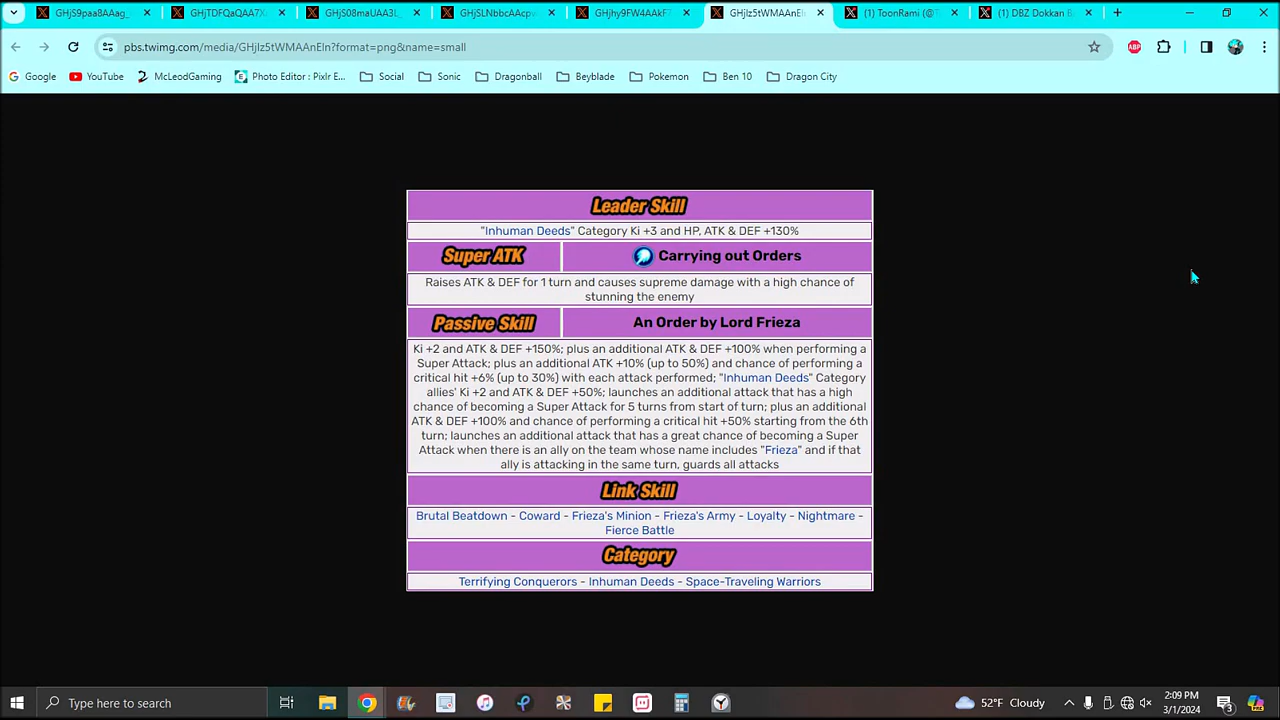 GHjS9paa8AAag_
GHjTDFQaQAA7X
GHjS08maUAA3L_
GHjSLNbbcAAcpv
GHjhy9FW4AAkF7
GHjIz5tWMAAnEIn
(1) ToonRami (@T
(1) DBZ Dokkan B
pbs.twimg.com/media/GHjIz5tWMAAnEIn?format=png&name=small
ABP
Google
YouTube
McLeodGaming
Photo Editor : Pixlr E...
Social
Sonic
Dragonball
Beyblade
Pokemon
Ben 10
Dragon City
Leader Skill
"Inhuman Deeds" Category Ki +3 and HP, ATK & DEF +130%
Super ATK
Carrying out Orders
Raises ATK & DEF for 1 turn and causes supreme damage with a high chance of
stunning the enemy
Passive Skill
An Order by Lord Frieza
Ki +2 and ATK & DEF +150%; plus an additional ATK & DEF +100% when performing a
Super Attack; plus an additional ATK +10% (up to 50%) and chance of performing a
critical hit +6% (up to 30%) with each attack performed; "Inhuman Deeds" Category
allies' Ki +2 and ATK & DEF +50%; launches an additional attack that has a high
chance of becoming a Super Attack for 5 turns from start of turn; plus an additional
ATK & DEF +100% and chance of performing a critical hit +50% starting from the 6th
turn; launches an additional attack that has a great chance of becoming a Super
Attack when there is an ally on the team whose name includes "Frieza" and if that
ally is attacking in the same turn, guards all attacks
Link Skill
Brutal Beatdown - Coward - Frieza's Minion - Frieza's Army - Loyalty - Nightmare -
Fierce Battle
Category
Terrifying Conquerors - Inhuman Deeds - Space-Traveling Warriors
Type here to search
52°F Cloudy
2:09 PM
3/1/2024
3